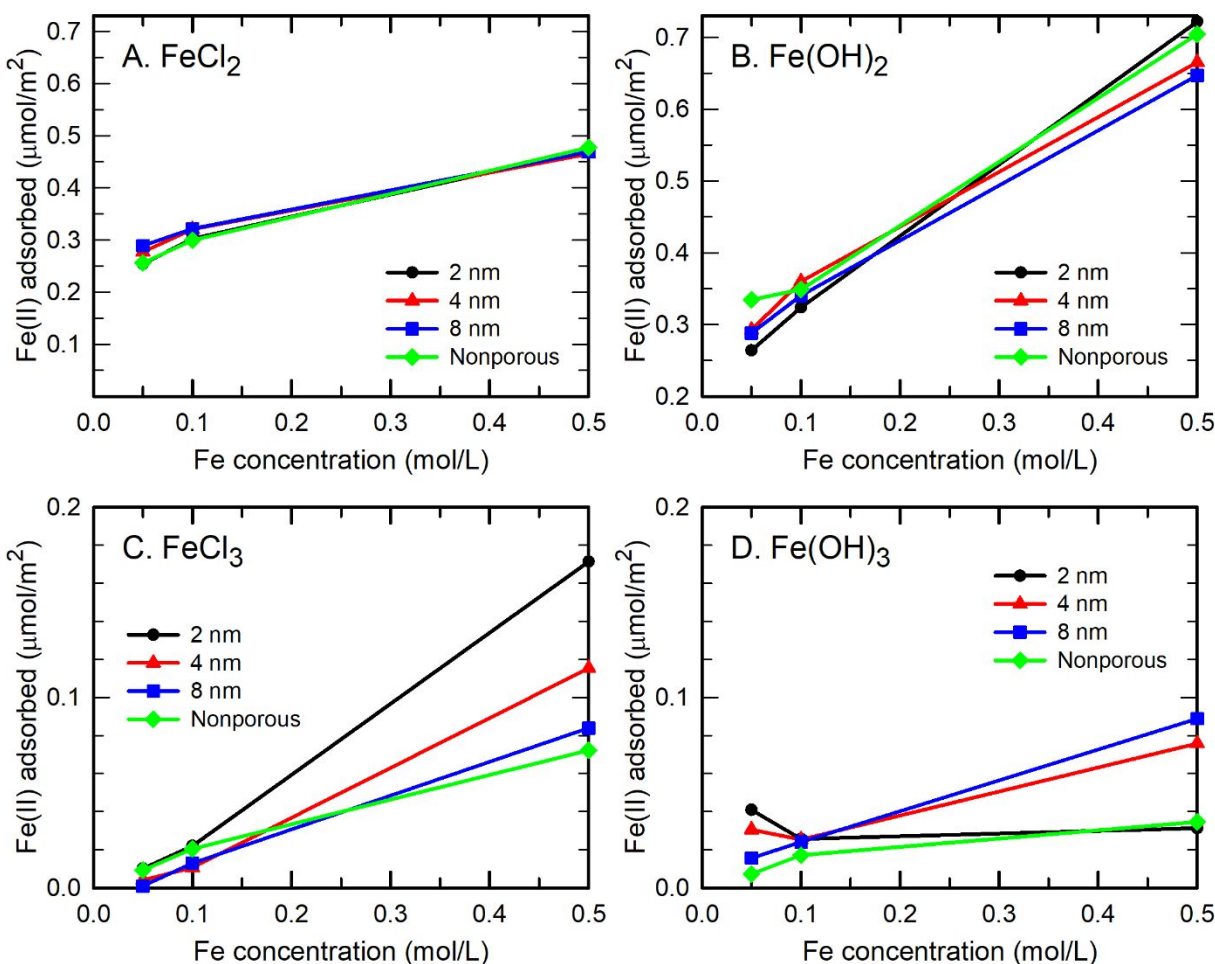 A. FeCl₂
Fe(II) adsorbed (μmol/m²)
0.7
0.6
0.5
0.4
0.3
0.2
0.1
2 nm
4 nm
8 nm
Nonporous
0.0 0.1 0.2 0.3 0.4 0.5
Fe concentration (mol/L)
B. Fe(OH)₂
Fe(II) adsorbed (μmol/m²)
0.7
0.6
0.5
0.4
0.3
0.2
2 nm
4 nm
8 nm
Nonporous
0.0 0.1 0.2 0.3 0.4 0.5
Fe concentration (mol/L)
C. FeCl₃
Fe(II) adsorbed (μmol/m²)
0.2
0.1
0.0
2 nm
4 nm
8 nm
Nonporous
0.0 0.1 0.2 0.3 0.4 0.5
Fe concentration (mol/L)
D. Fe(OH)₃
Fe(II) adsorbed (μmol/m²)
0.2
0.1
0.0
2 nm
4 nm
8 nm
Nonporous
0.0 0.1 0.2 0.3 0.4 0.5
Fe concentration (mol/L)